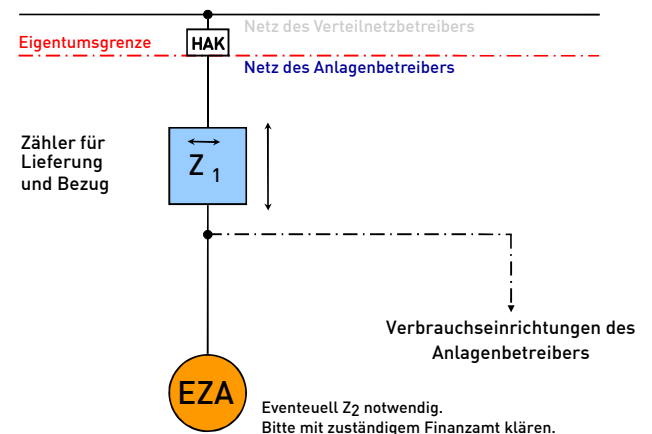 Netz des Verteilnetzbetreibers
Eigentumsgrenze
HAK
Netz des Anlagenbetreibers
Zähler für
Lieferung
und Bezug
Z 1
Verbrauchseinrichtungen des
Anlagenbetreibers
EZA
Eventeuell Z2 notwendig.
Bitte mit zuständigem Finanzamt klären.